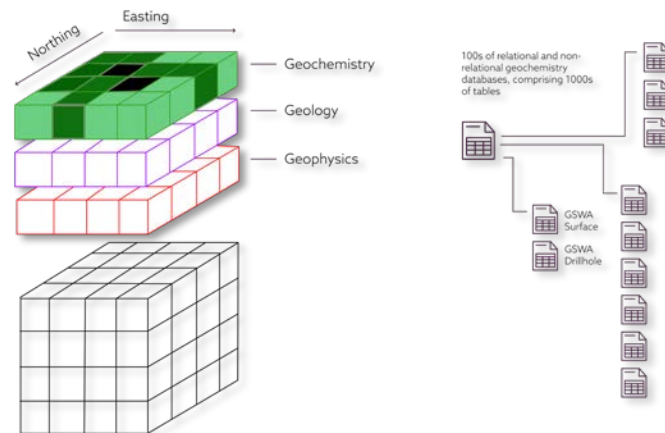 Easting
Northing
Geochemistry
Geology
Geophysics
100s of relational and non-
relational geochemistry
databases, comprising 1000s
of tables
GSWA
Surface
GSWA
Drillhole